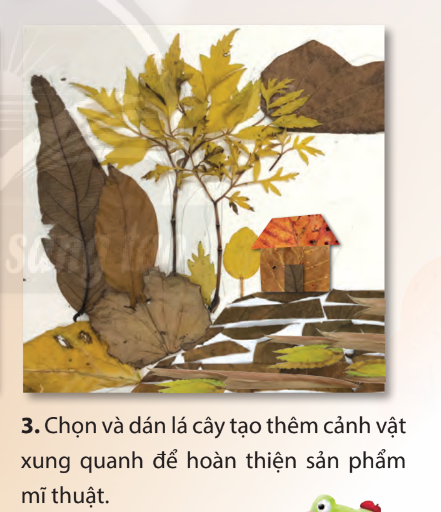 3. Chọn và dán lá cây tạo thêm cảnh vật
xung quanh để hoàn thiện sản phẩm
mĩ thuật.